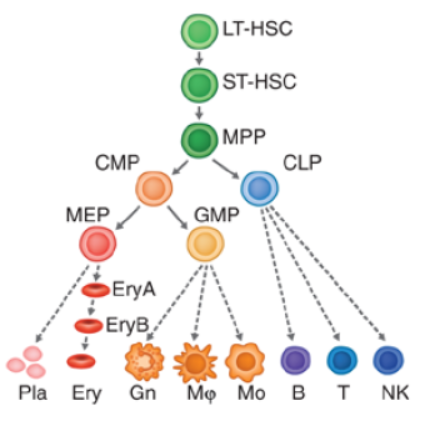 LT-HSC
ST-HSC
MPP
CMP
CLP
MEP
GMP
EryA
EryB
Pla Ery Gn Mφ Mo B T NK